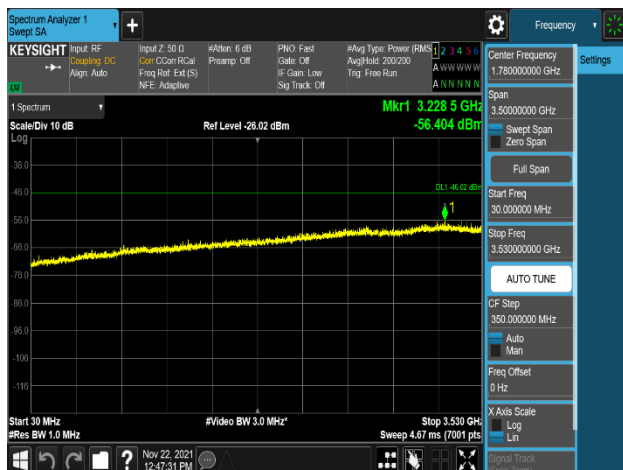 Spectrum Analyzer 1
Swept SA
Frequency
Settings
KEYSIGHT
Input: RF
Coupling: DC
Align: Auto
Input Z: 50 Ω
Corr CCorr RCal
Freq Ref: Ext (S)
NFE: Adaptive
#Atten: 6 dB
Preamp: Off
PNO: Fast
Gate: Off
IF Gain: Low
Sig Track: Off
#Avg Type: Power (RMS
Avg|Hold: 200/200
Trig: Free Run
1 2 3 4 5 6
A W W W W W
A N N N N N
1 Spectrum
Scale/Div 10 dB
Log
Ref Level -26.02 dBm
Mkr1 3.228 5 GHz
-56.404 dBm
DL1 -46.02 dBm
1
-36.0
-46.0
-56.0
-66.0
-76.0
-86.0
-96.0
-106
-116
Start 30 MHz
#Res BW 1.0 MHz
#Video BW 3.0 MHz*
Stop 3.530 GHz
Sweep 4.67 ms (7001 pts
Nov 22, 2021
12:47:31 PM
Center Frequency
1.780000000 GHz
Span
3.50000000 GHz
Swept Span
Zero Span
Full Span
Start Freq
30.000000 MHz
Stop Freq
3.530000000 GHz
AUTO TUNE
CF Step
350.000000 MHz
Auto
Man
Freq Offset
0 Hz
X Axis Scale
Log
Lin
Signal Track